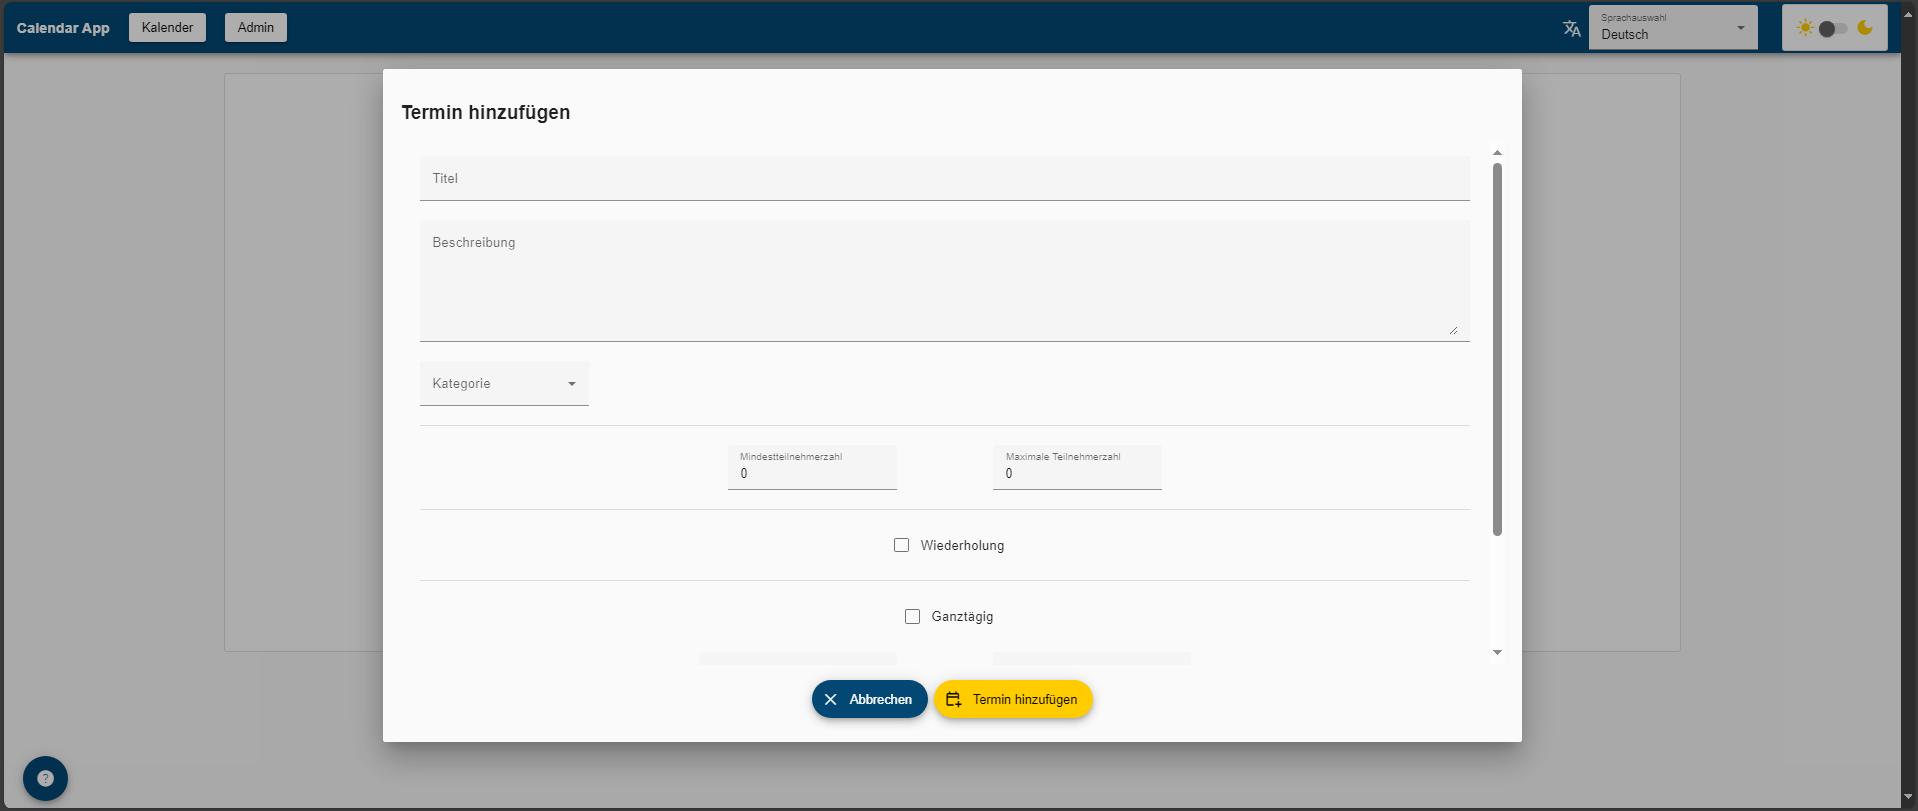 Calendar App
Kalender
Admin
Sprachauswahl
Deutsch
Termin hinzufügen
Titel
Beschreibung
Kategorie
Mindestteilnehmerzahl
0
Maximale Teilnehmerzahl
0
Wiederholung
Ganztägig
Abbrechen
Termin hinzufügen
?